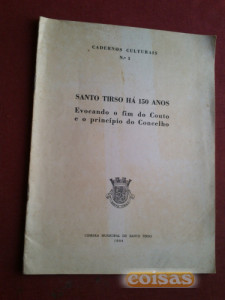 CADERNOS CULTURAIS
Nº 2
SANTO TIRSO HÁ 150 ANOS
Evocando o fim do Couto
e o princípio do Concelho
CÂMARA MUNICIPAL DE SANTO TIRSO
coisas